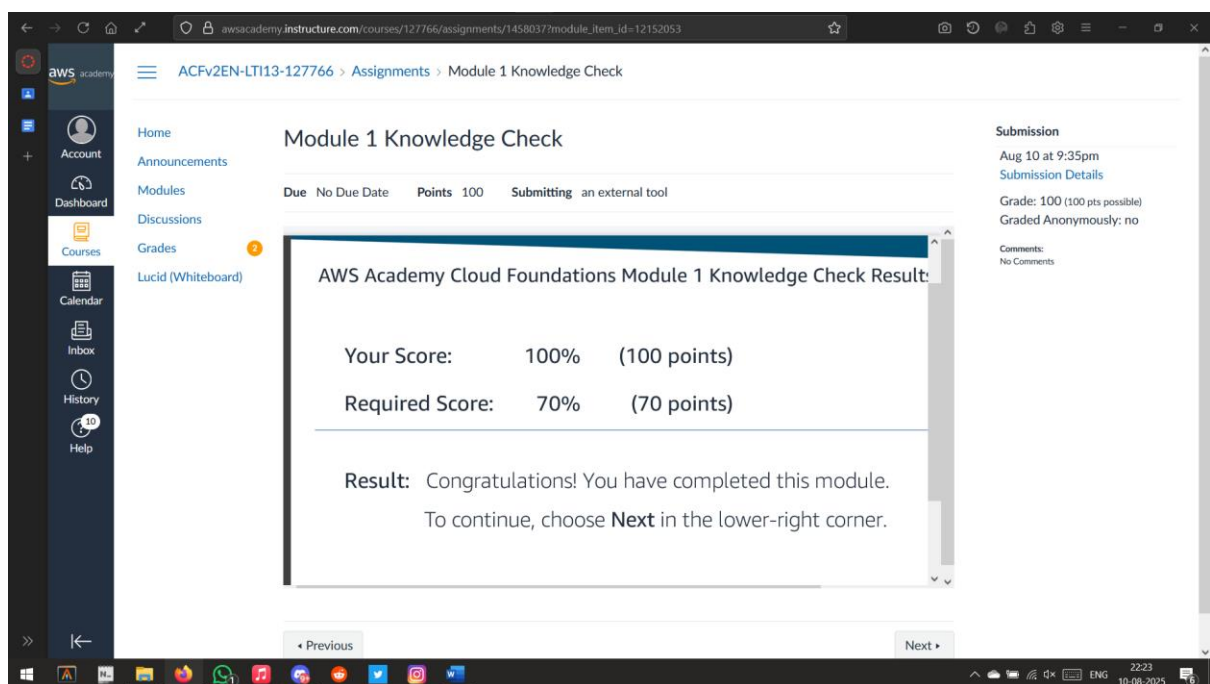 awsacademy.instructure.com/courses/127766/assignments/1458037?module_item_id=12152053
aws academy
ACFv2EN-LTI13-127766 > Assignments > Module 1 Knowledge Check
Account
Dashboard
Courses
Calendar
Inbox
History
10
Help
Home
Announcements
Modules
Discussions
Grades 2
Lucid (Whiteboard)
Module 1 Knowledge Check
Due No Due Date Points 100 Submitting an external tool
AWS Academy Cloud Foundations Module 1 Knowledge Check Results
Your Score: 100% (100 points)
Required Score: 70% (70 points)
Result: Congratulations! You have completed this module.
To continue, choose Next in the lower-right corner.
Previous
Next
Submission
Aug 10 at 9:35pm
Submission Details
Grade: 100 (100 pts possible)
Graded Anonymously: no
Comments:
No Comments
ENG
22:23
10-08-2025